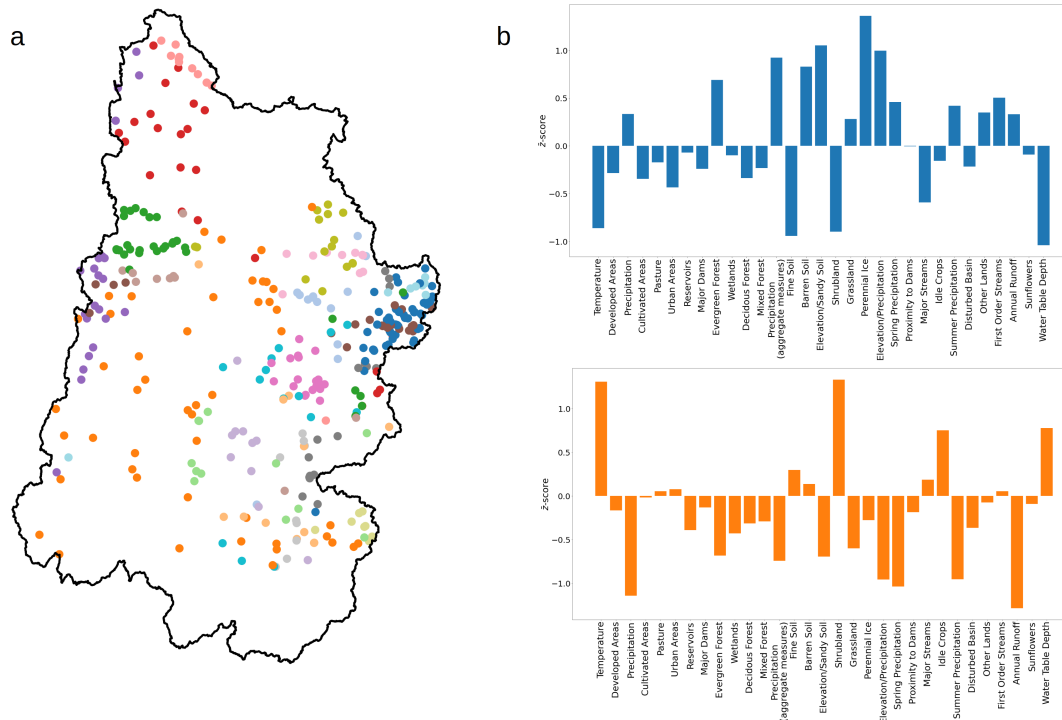 a
b
z̄-score
1.0
0.5
0.0
−0.5
−1.0
Temperature
Developed Areas
Precipitation
Cultivated Areas
Pasture
Urban Areas
Reservoirs
Major Dams
Evergreen Forest
Wetlands
Decidous Forest
Mixed Forest
Precipitation
(aggregate measures)
Fine Soil
Barren Soil
Elevation/Sandy Soil
Shrubland
Grassland
Perennial Ice
Elevation/Precipitation
Spring Precipitation
Proximity to Dams
Major Streams
Idle Crops
Summer Precipitation
Disturbed Basin
Other Lands
First Order Streams
Annual Runoff
Sunflowers
Water Table Depth
z̄-score
1.0
0.5
0.0
−0.5
−1.0
Temperature
Developed Areas
Precipitation
Cultivated Areas
Pasture
Urban Areas
Reservoirs
Major Dams
Evergreen Forest
Wetlands
Decidous Forest
Mixed Forest
Precipitation
(aggregate measures)
Fine Soil
Barren Soil
Elevation/Sandy Soil
Shrubland
Grassland
Perennial Ice
Elevation/Precipitation
Spring Precipitation
Proximity to Dams
Major Streams
Idle Crops
Summer Precipitation
Disturbed Basin
Other Lands
First Order Streams
Annual Runoff
Sunflowers
Water Table Depth